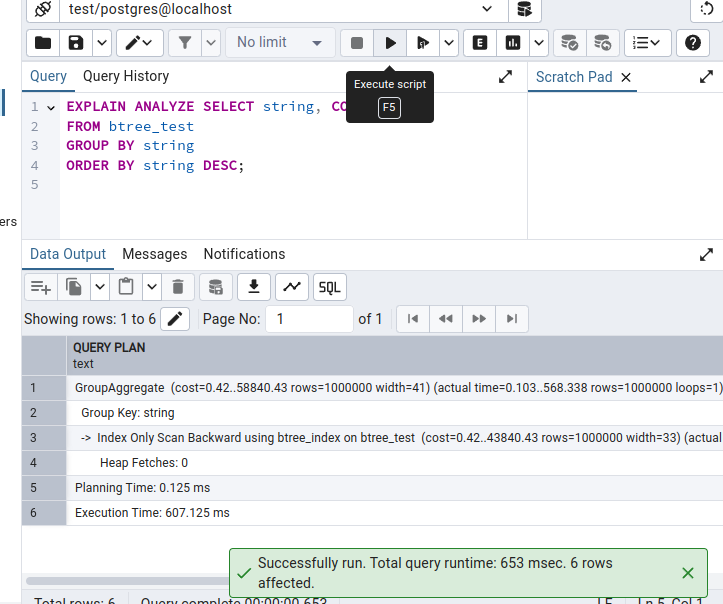 test/postgres@localhost
No limit
E
Query
Query History
Scratch Pad
Execute script
F5
1 EXPLAIN ANALYZE SELECT string, CO
2 FROM btree_test
3 GROUP BY string
4 ORDER BY string DESC;
5
ers
Data Output
Messages
Notifications
SQL
Showing rows: 1 to 6
Page No: 1 of 1
QUERY PLAN
text
1 GroupAggregate (cost=0.42..58840.43 rows=1000000 width=41) (actual time=0.103..568.338 rows=1000000 loops=1)
2 Group Key: string
3 -> Index Only Scan Backward using btree_index on btree_test (cost=0.42..43840.43 rows=1000000 width=33) (actual
4 Heap Fetches: 0
5 Planning Time: 0.125 ms
6 Execution Time: 607.125 ms
Successfully run. Total query runtime: 653 msec. 6 rows
affected.
Total rows: 6
Query complete 00:00:00.653
LF
Ln 5, Col 1